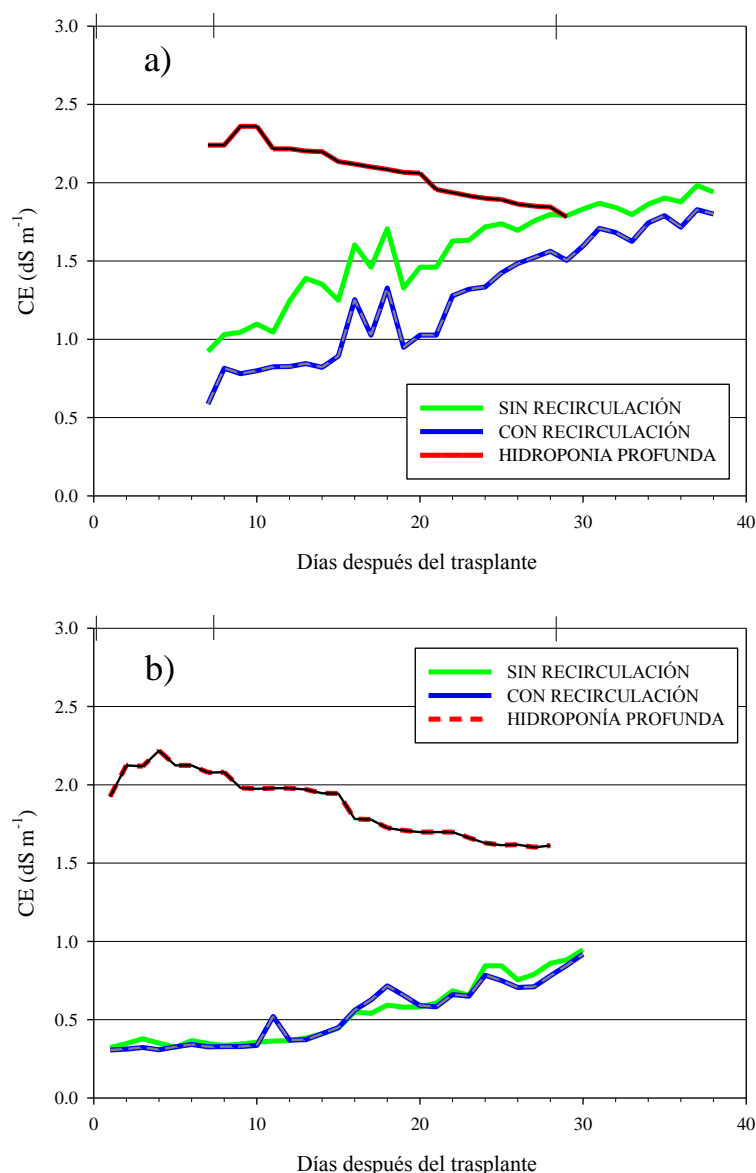 3.0
a)
2.5
2.0
1.5
1.0
0.5
0.0
CE (dS m-1)
SIN RECIRCULACIÓN
CON RECIRCULACIÓN
HIDROPONIA PROFUNDA
0 10 20 30 40
Días después del trasplante
3.0
b)
SIN RECIRCULACIÓN
CON RECIRCULACIÓN
HIDROPONÍA PROFUNDA
2.5
2.0
1.5
1.0
0.5
0.0
CE (dS m-1)
0 10 20 30 40
Días después del trasplante